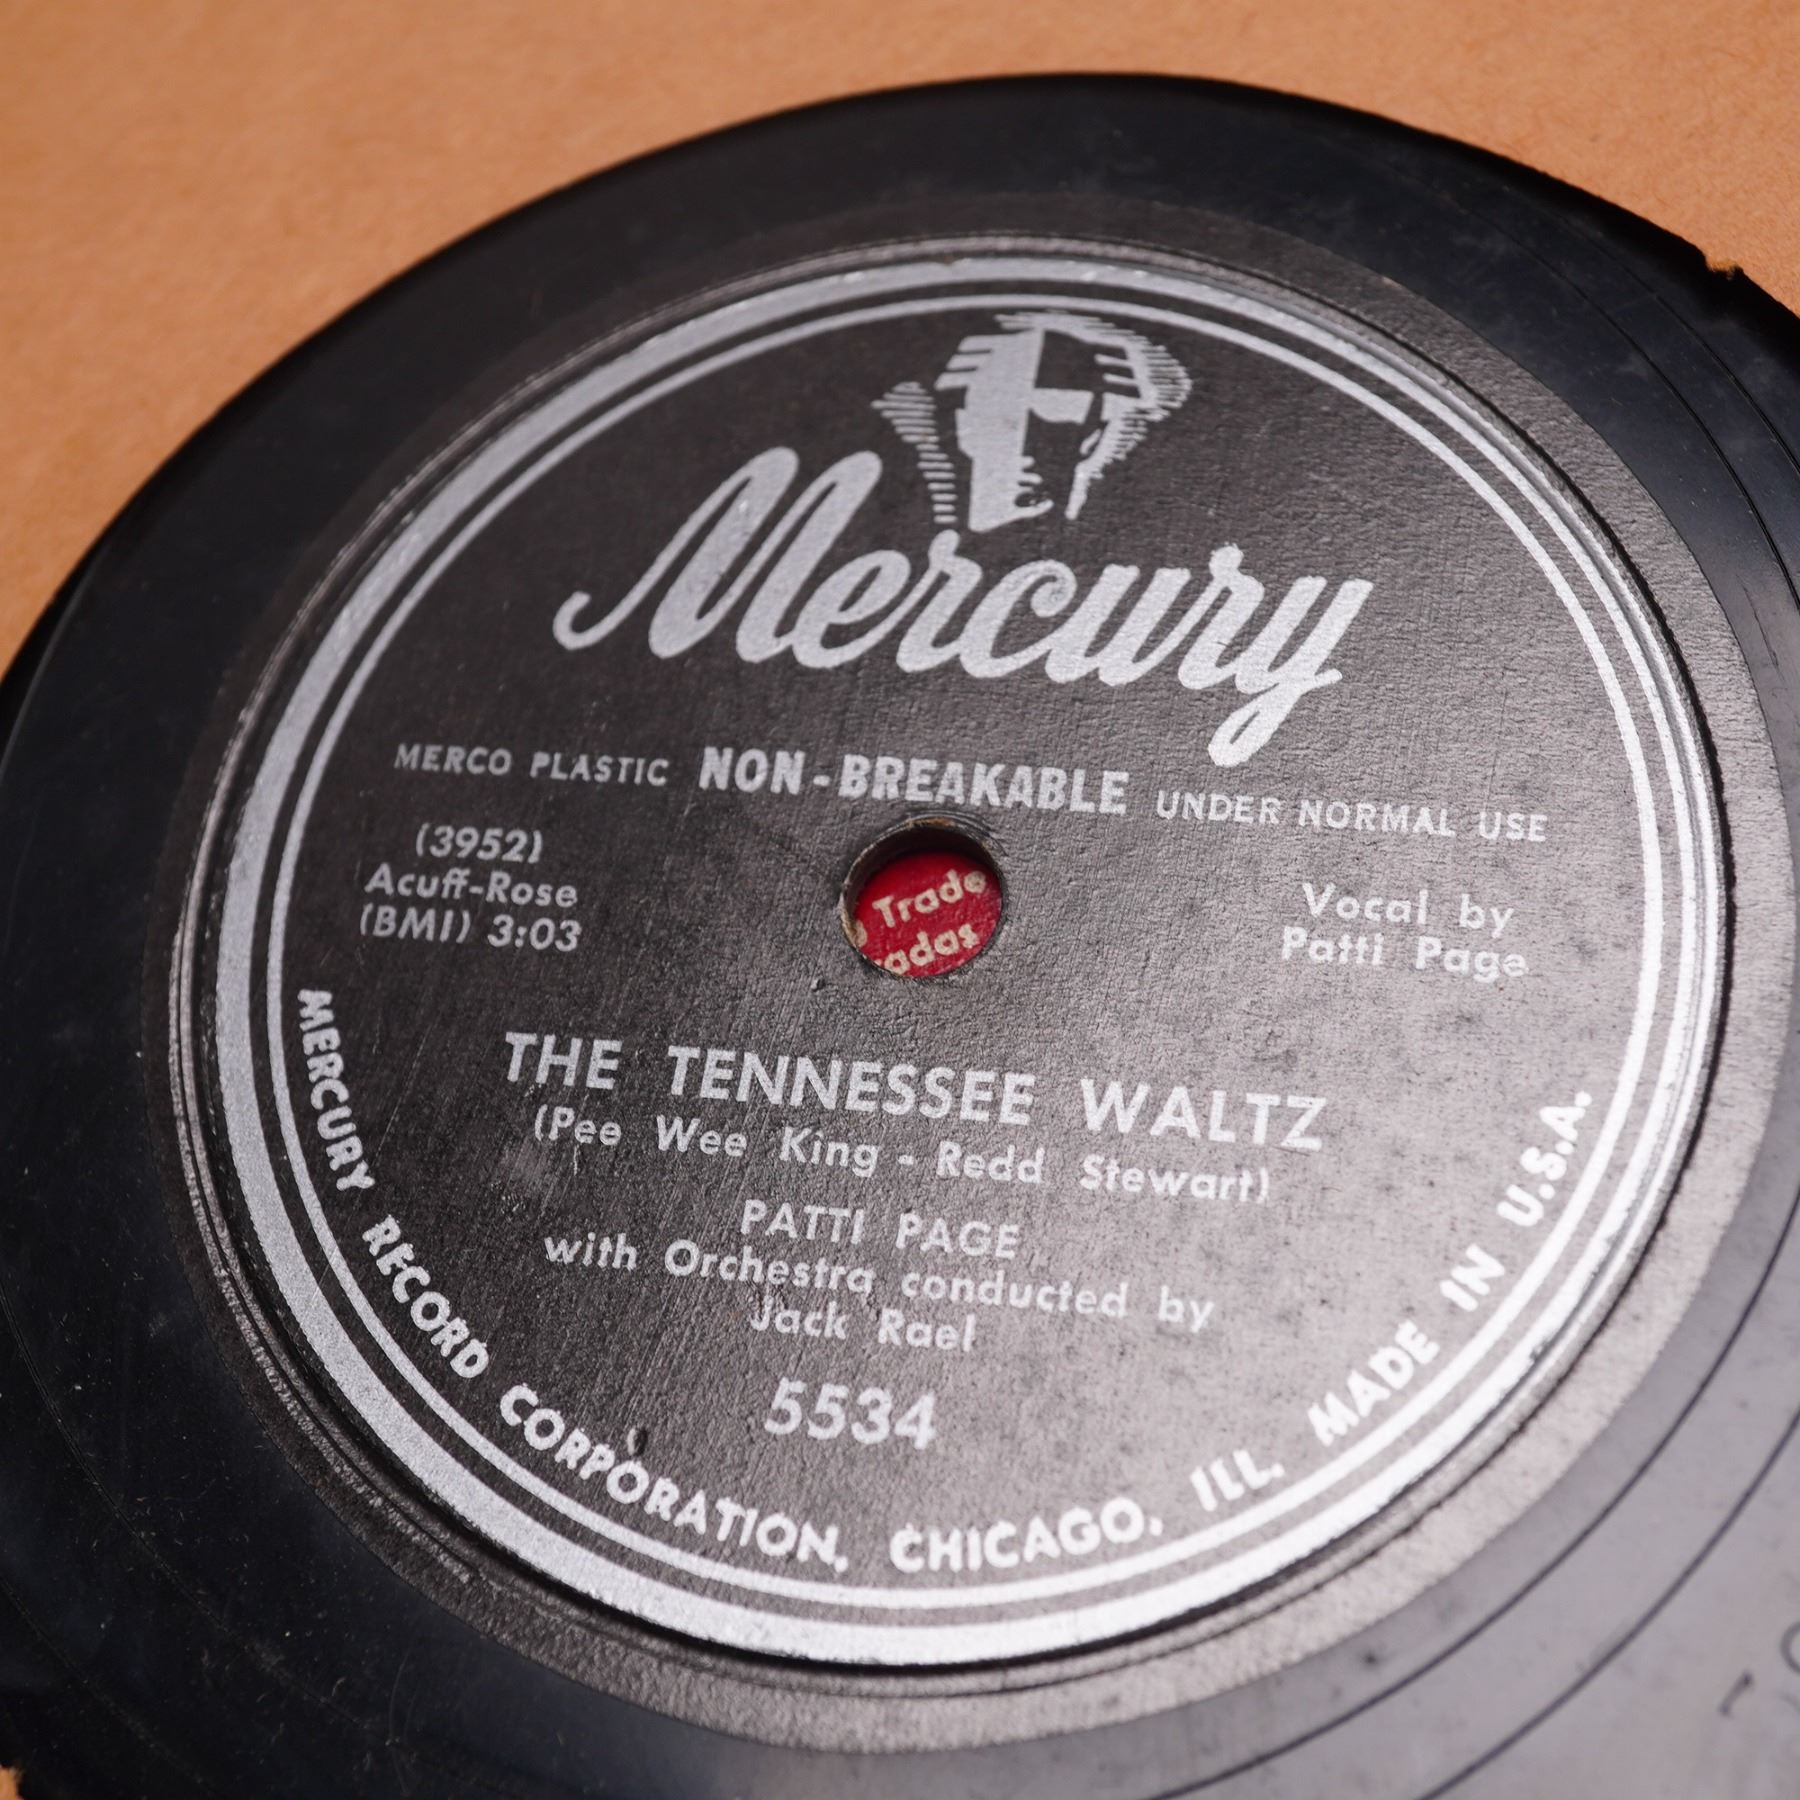 Mercury
MERCO PLASTIC NON-BREAKABLE UNDER NORMAL USE
(3952)
Acuff-Rose
(BMI) 3:03
Trade
Vocal by
Patti Page
THE TENNESSEE WALTZ
(Pee Wee King - Redd Stewart)
PATTI PAGE
with Orchestra conducted by
Jack Rael
5534
MERCURY RECORD CORPORATION, CHICAGO, ILL. MADE IN U.S.A.